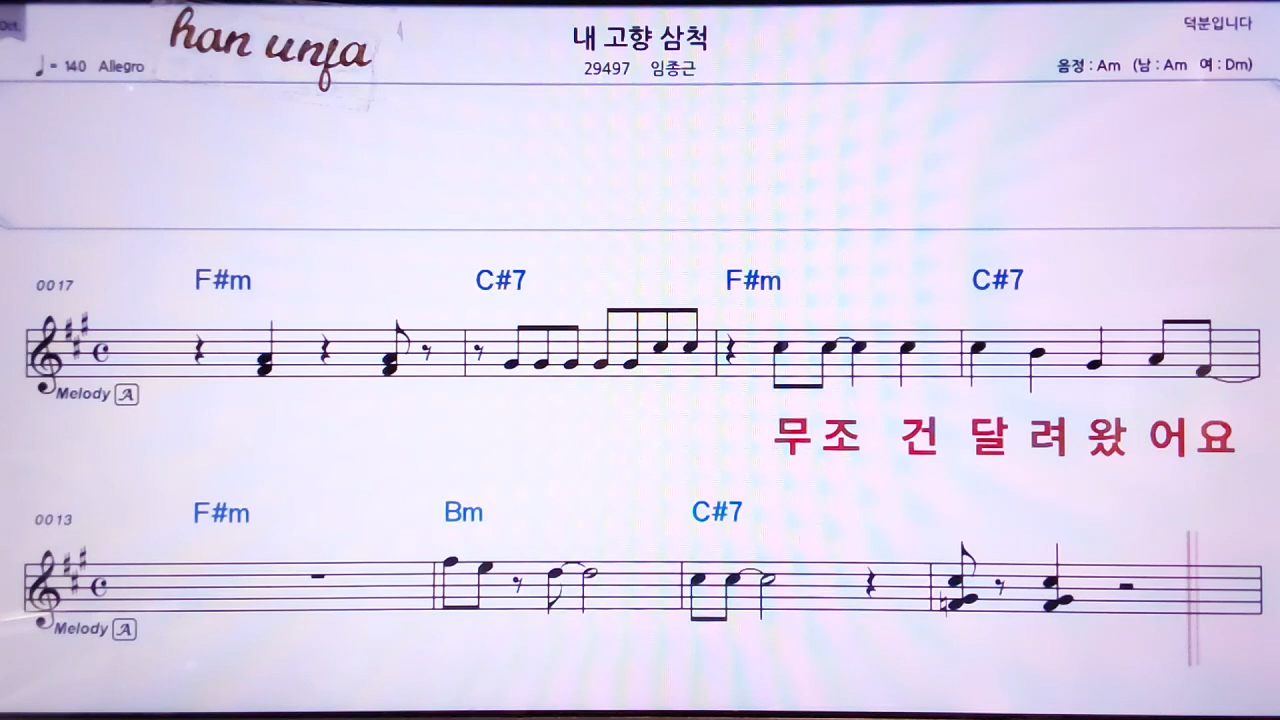 Oct.
han unfa
내 고향 삼척
덕분입니다
♩ = 140 Allegro
29497 임종근
음정 : Am (남 : Am 여 : Dm)
0017 F#m C#7 F#m C#7
Melody A
무조 건 달 려 왔 어요
0013 F#m Bm C#7
Melody A